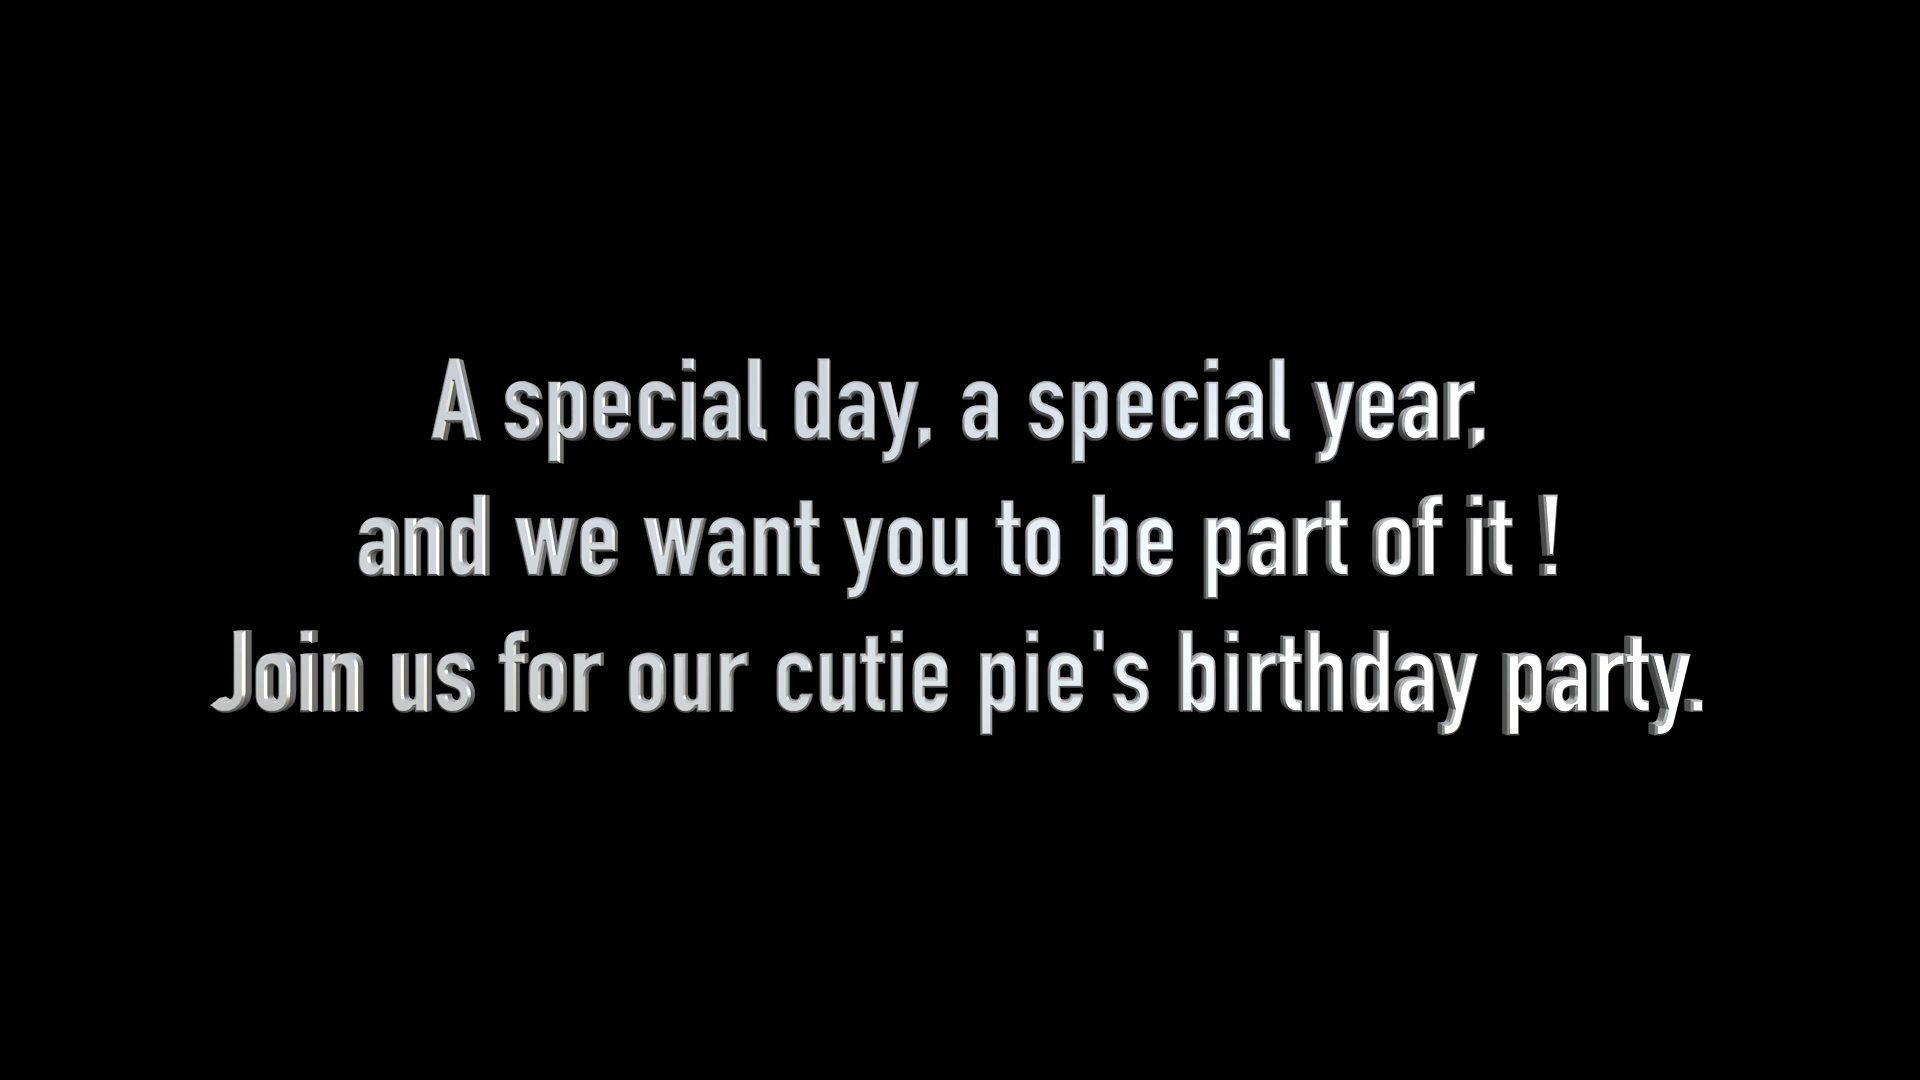 A special day, a special year,
and we want you to be part of it !
Join us for our cutie pie's birthday party.